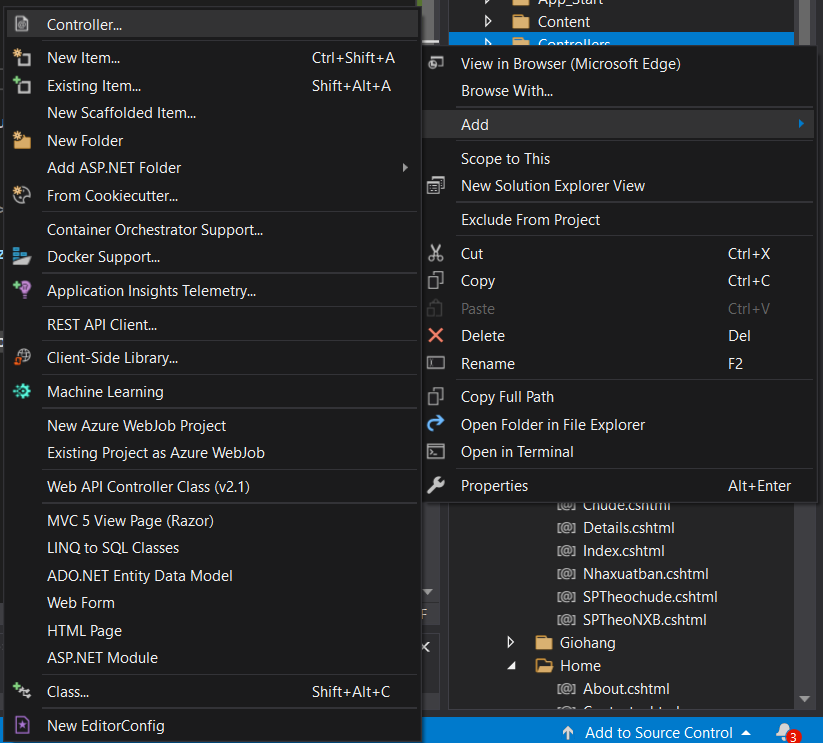 Controller...
New Item...
Ctrl+Shift+A
Existing Item...
Shift+Alt+A
New Scaffolded Item...
New Folder
Add ASP.NET Folder
From Cookiecutter...
Container Orchestrator Support...
Docker Support...
Application Insights Telemetry...
REST API Client...
Client-Side Library...
Machine Learning
New Azure WebJob Project
Existing Project as Azure WebJob
Web API Controller Class (v2.1)
MVC 5 View Page (Razor)
LINQ to SQL Classes
ADO.NET Entity Data Model
Web Form
HTML Page
ASP.NET Module
Class...
Shift+Alt+C
New EditorConfig
App_Start
Content
Controllers
View in Browser (Microsoft Edge)
Browse With...
Add
Scope to This
New Solution Explorer View
Exclude From Project
Cut
Ctrl+X
Copy
Ctrl+C
Paste
Ctrl+V
Delete
Del
Rename
F2
Copy Full Path
Open Folder in File Explorer
Open in Terminal
Properties
Alt+Enter
Chude.cshtml
Details.cshtml
Index.cshtml
Nhaxuatban.cshtml
SPTheochude.cshtml
SPTheoNXB.cshtml
Giohang
Home
About.cshtml
Add to Source Control
3